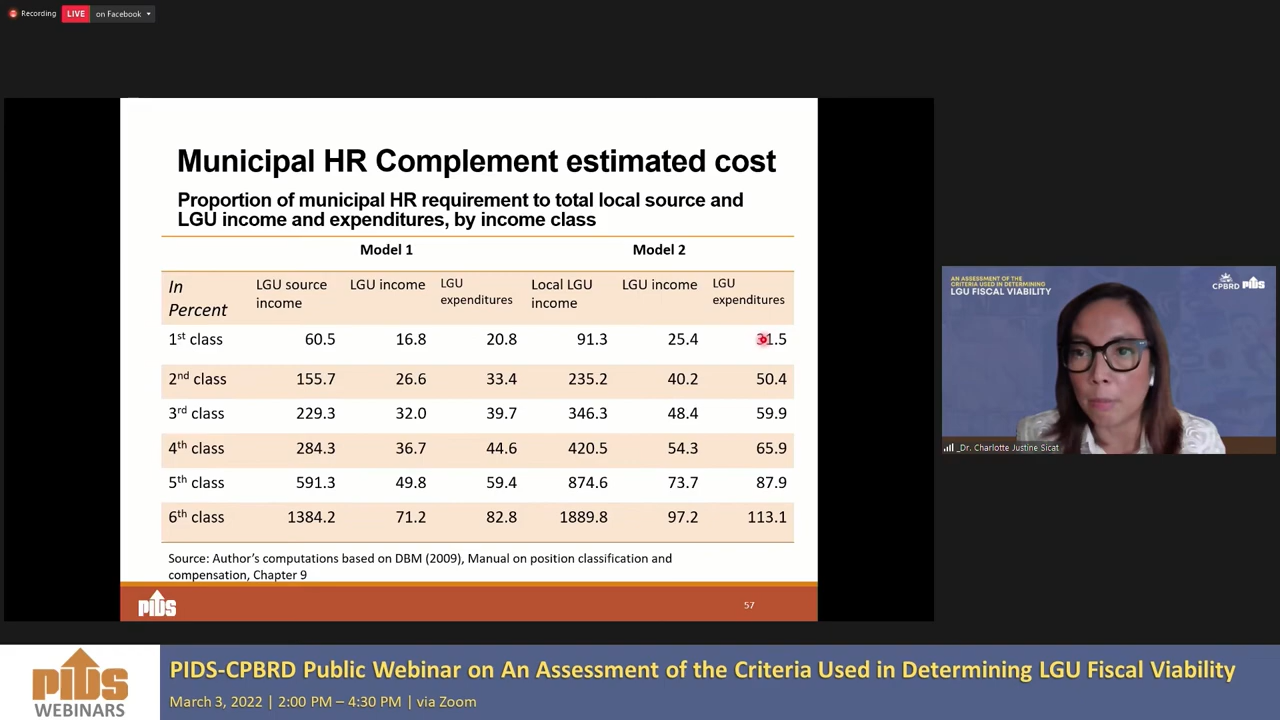 Recording
LIVE
on Facebook
Municipal HR Complement estimated cost
Proportion of municipal HR requirement to total local source and
LGU income and expenditures, by income class
Model 1 Model 2
In Percent LGU source income LGU income LGU expenditures Local LGU income LGU income LGU expenditures
1st class 60.5 16.8 20.8 91.3 25.4 31.5
2nd class 155.7 26.6 33.4 235.2 40.2 50.4
3rd class 229.3 32.0 39.7 346.3 48.4 59.9
4th class 284.3 36.7 44.6 420.5 54.3 65.9
5th class 591.3 49.8 59.4 874.6 73.7 87.9
6th class 1384.2 71.2 82.8 1889.8 97.2 113.1
Source: Author's computations based on DBM (2009), Manual on position classification and
compensation, Chapter 9
PIDS
57
AN ASSESSMENT OF THE
CRITERIA USED IN DETERMINING
LGU FISCAL VIABILITY
CPBRD PIDS
_Dr. Charlotte Justine Sicat
PIDS
WEBINARS
PIDS-CPBRD Public Webinar on An Assessment of the Criteria Used in Determining LGU Fiscal Viability
March 3, 2022 | 2:00 PM – 4:30 PM | via Zoom